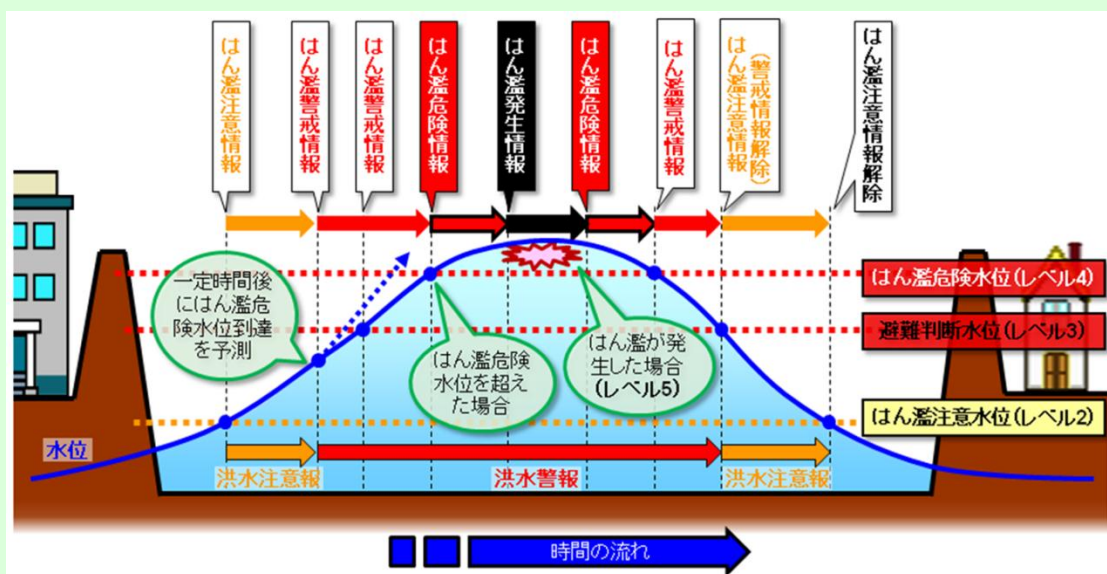 はん濫注意情報
はん濫警戒情報
はん濫警戒情報
はん濫危険情報
はん濫発生情報
はん濫危険情報
はん濫警戒情報
(警戒情報解除)
はん濫注意情報
はん濫注意情報解除
一定時間後
にはん濫危
険水位到達
を予測
はん濫危険
水位を超え
た場合
はん濫が発
生した場合
(レベル5)
はん濫危険水位(レベル4)
避難判断水位(レベル3)
はん濫注意水位(レベル2)
水位
洪水注意報
洪水警報
洪水注意報
時間の流れ